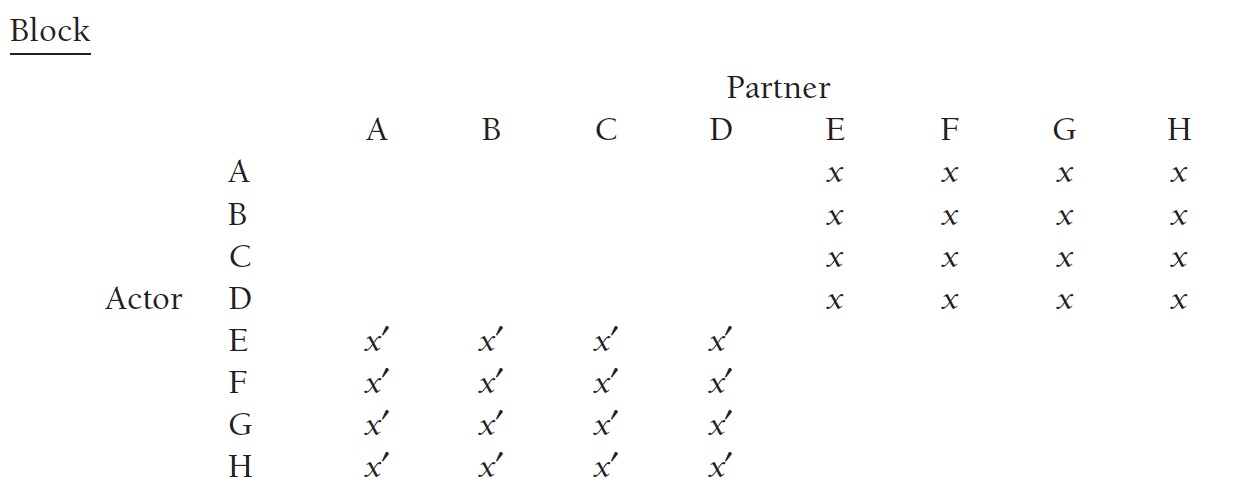 Block
Partner
A B C D E F G H
A x x x x
B x x x x
C x x x x
Actor D x x x x
E x′ x′ x′ x′
F x′ x′ x′ x′
G x′ x′ x′ x′
H x′ x′ x′ x′